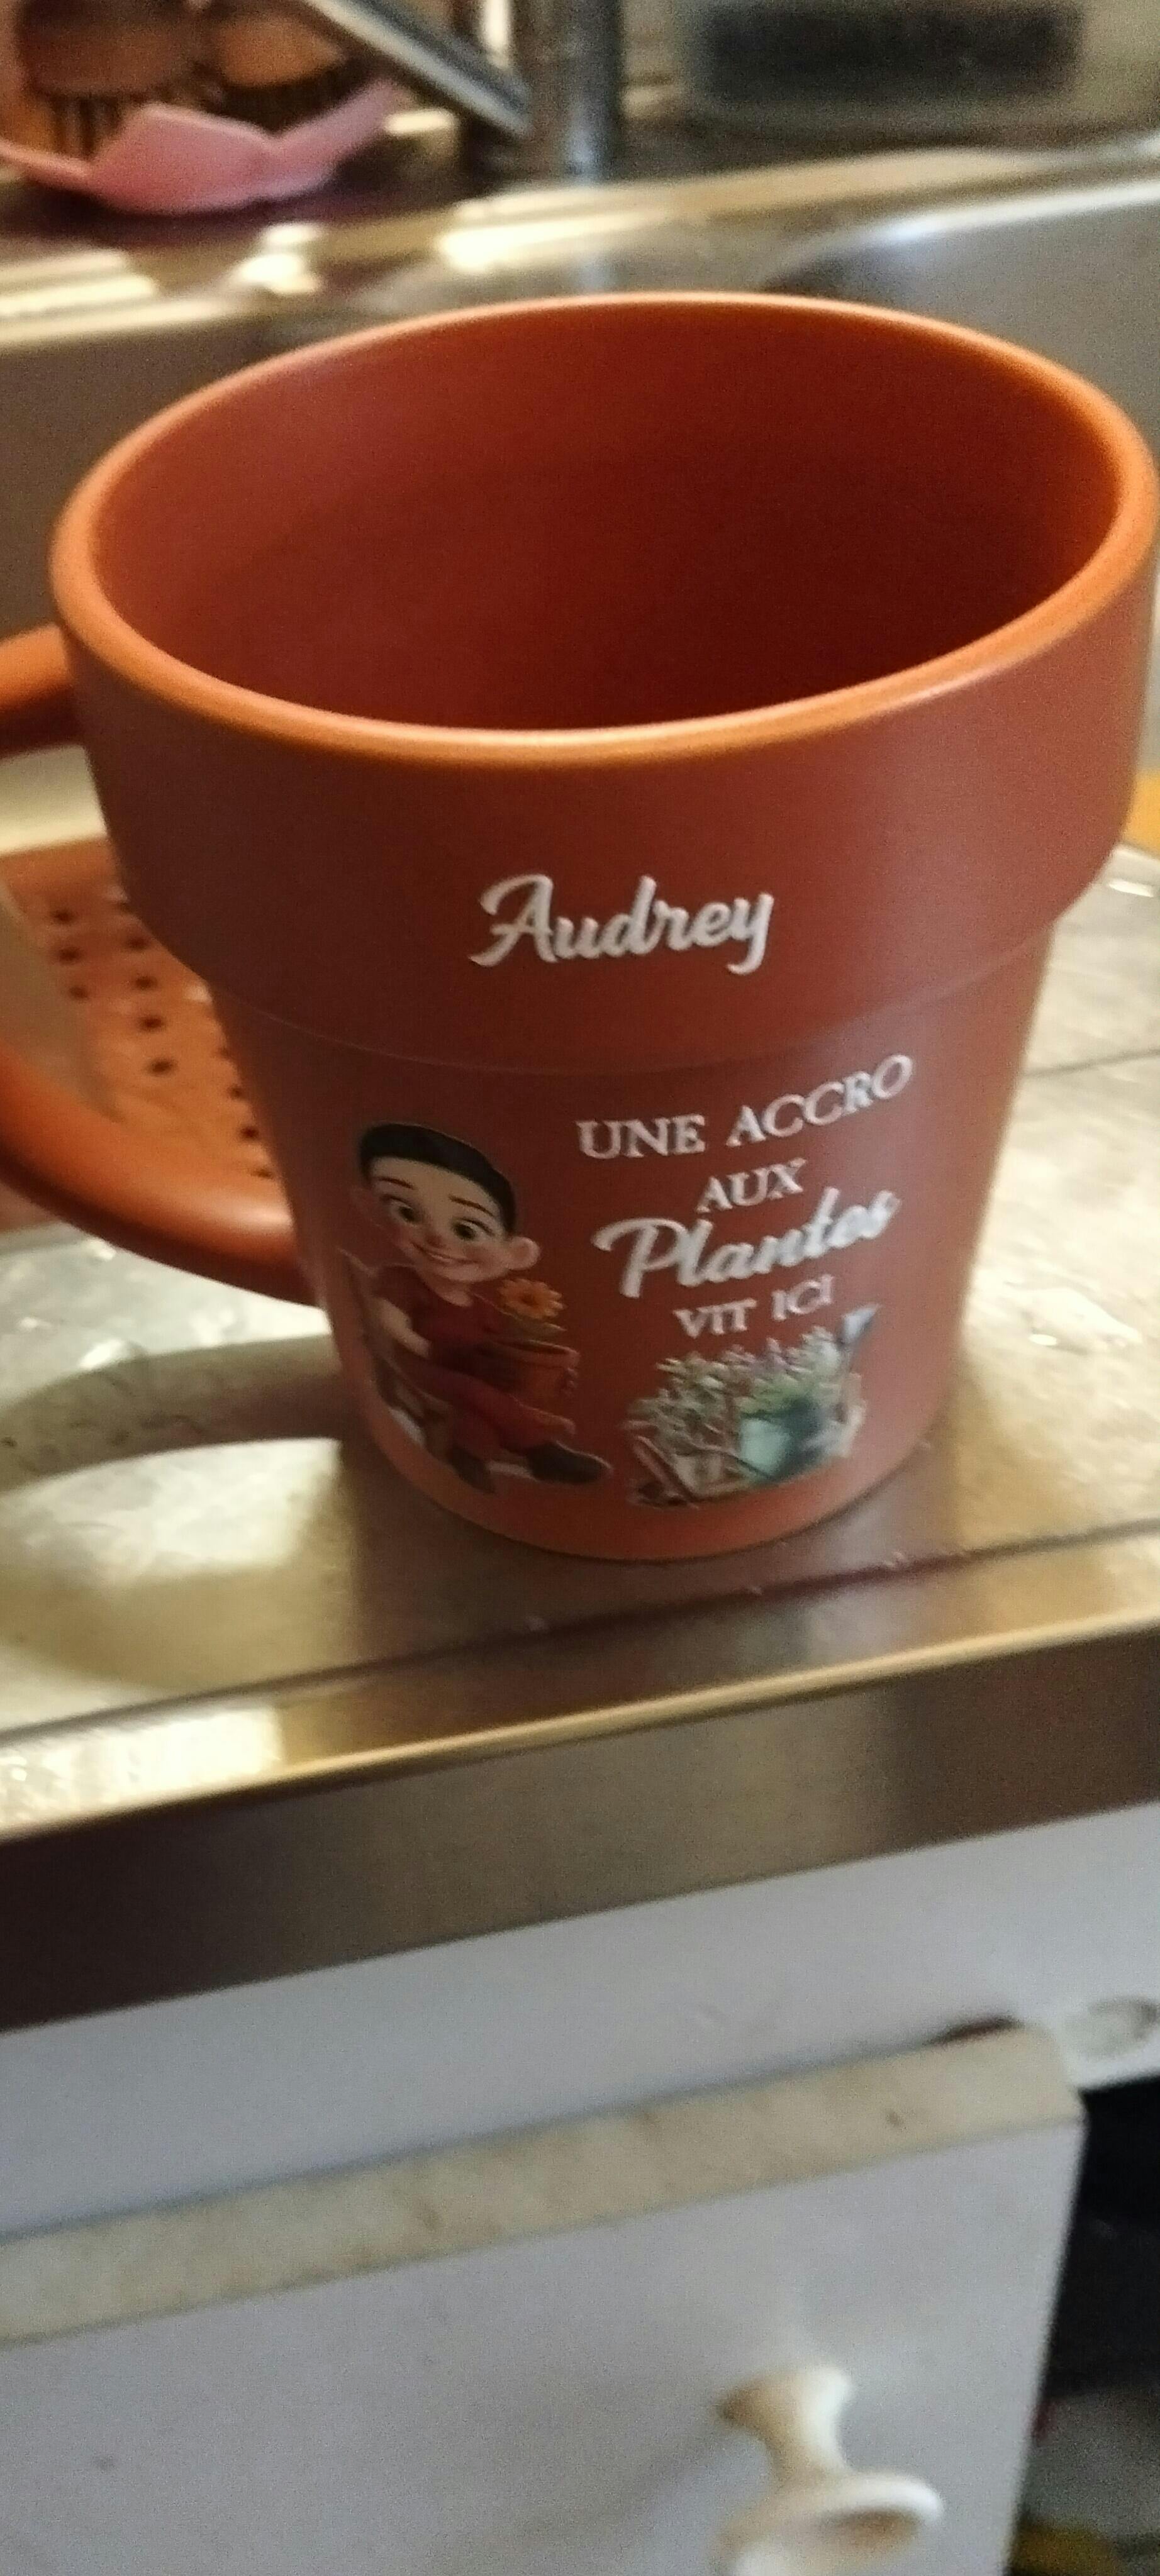 Audrey
UNE ACCRO
AUX
Plantes
VIT ICI